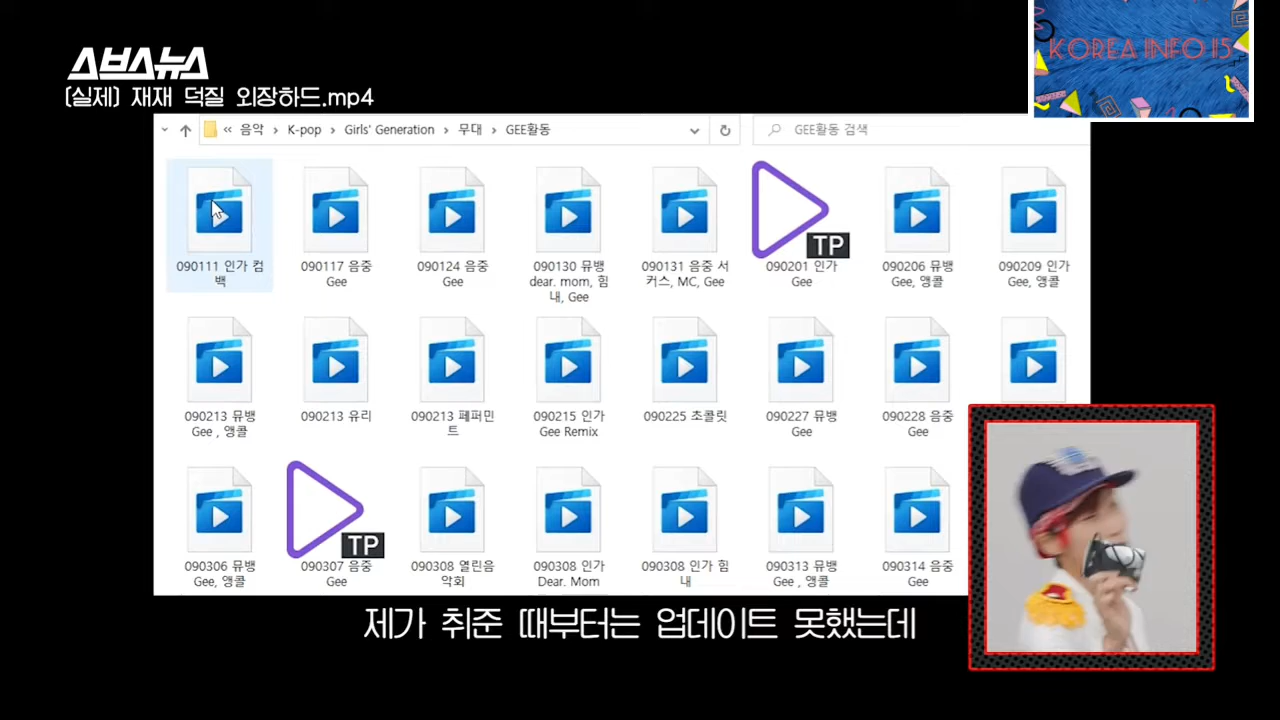 스브스뉴스
(실제) 재재 덕질 외장하드.mp4
KOREA INFO 15
« 음악 › K-pop › Girls' Generation › 무대 › GEE활동
GEE활동 검색
090111 인가 컴
백
090117 음중
Gee
090124 음중
Gee
090130 뮤뱅
dear. mom, 힘
내, Gee
090131 음중 서
커스, MC, Gee
TP
090201 인가
Gee
090206 뮤뱅
Gee, 앵콜
090209 인가
Gee, 앵콜
090213 뮤뱅
Gee , 앵콜
090213 유리
090213 페퍼민
트
090215 인가
Gee Remix
090225 초콜릿
090227 뮤뱅
Gee
090228 음중
Gee
090306 뮤뱅
Gee, 앵콜
TP
090307 음중
Gee
090308 열린음
악회
090308 인가
Dear. Mom
090308 인가 힘
내
090313 뮤뱅
Gee , 앵콜
090314 음중
Gee
제가 취준 때부터는 업데이트 못했는데